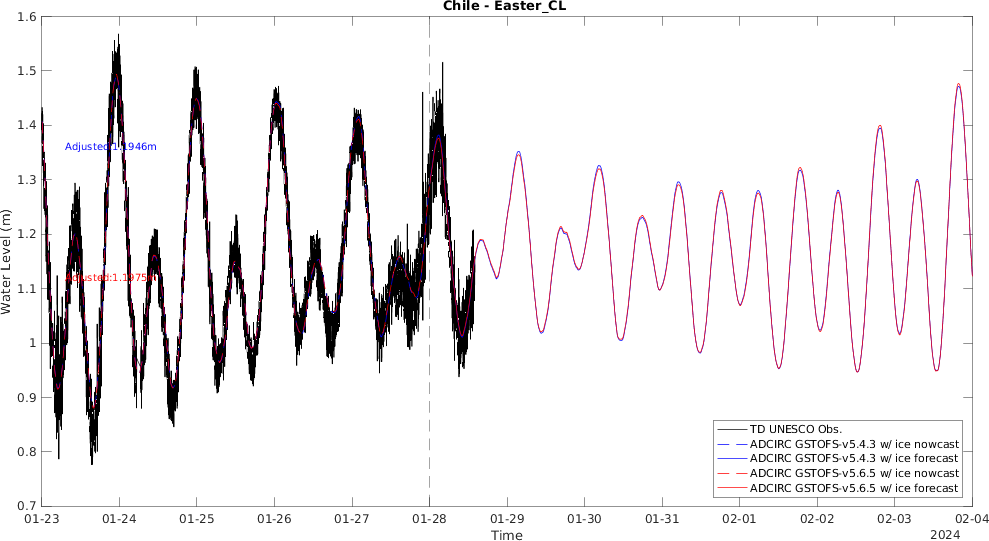 Chile - Easter_CL
1.6
1.5
1.4
1.3
1.2
1.1
1
0.9
0.8
0.7
Water Level (m)
Adjusted:1.1946m
Adjusted:1.1975m
TD UNESCO Obs.
ADCIRC GSTOFS-v5.4.3 w/ ice nowcast
ADCIRC GSTOFS-v5.4.3 w/ ice forecast
ADCIRC GSTOFS-v5.6.5 w/ ice nowcast
ADCIRC GSTOFS-v5.6.5 w/ ice forecast
01-23 01-24 01-25 01-26 01-27 01-28 01-29 01-30 01-31 02-01 02-02 02-03 02-04
Time
2024